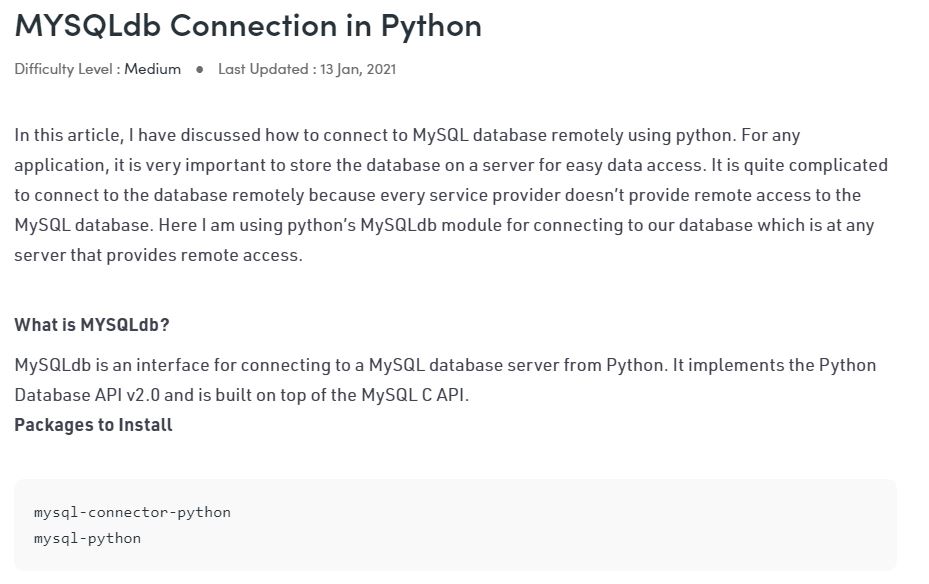 MYSQLdb Connection in Python
Difficulty Level : Medium ● Last Updated : 13 Jan, 2021
In this article, I have discussed how to connect to MySQL database remotely using python. For any
application, it is very important to store the database on a server for easy data access. It is quite complicated
to connect to the database remotely because every service provider doesn’t provide remote access to the
MySQL database. Here I am using python’s MySQLdb module for connecting to our database which is at any
server that provides remote access.
What is MYSQLdb?
MySQLdb is an interface for connecting to a MySQL database server from Python. It implements the Python
Database API v2.0 and is built on top of the MySQL C API.
Packages to Install
mysql-connector-python
mysql-python